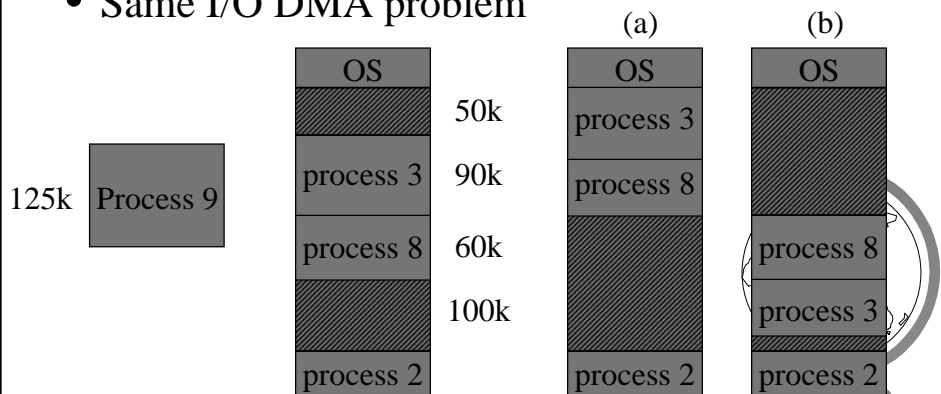 • Same I/O DMA problem
(a)
(b)
OS
OS
OS
50k
process 3
125k
Process 9
process 3
90k
process 8
process 8
60k
process 8
100k
process 3
process 2
process 2
process 2